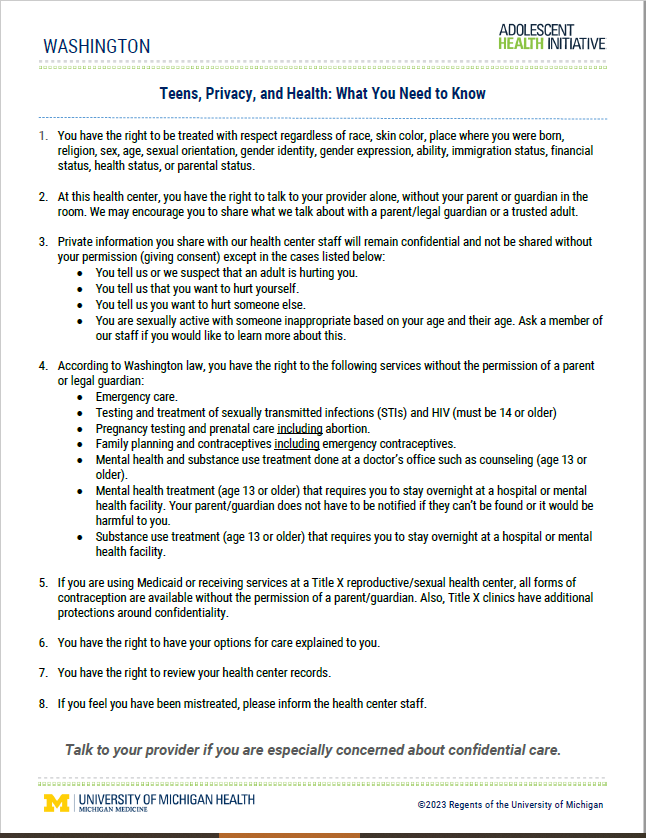 WASHINGTON
ADOLESCENT
HEALTH INITIATIVE
Teens, Privacy, and Health: What You Need to Know
1. You have the right to be treated with respect regardless of race, skin color, place where you were born,
religion, sex, age, sexual orientation, gender identity, gender expression, ability, immigration status, financial
status, health status, or parental status.
2. At this health center, you have the right to talk to your provider alone, without your parent or guardian in the
room. We may encourage you to share what we talk about with a parent/legal guardian or a trusted adult.
3. Private information you share with our health center staff will remain confidential and not be shared without
your permission (giving consent) except in the cases listed below:
• You tell us or we suspect that an adult is hurting you.
• You tell us that you want to hurt yourself.
• You tell us you want to hurt someone else.
• You are sexually active with someone inappropriate based on your age and their age. Ask a member of
our staff if you would like to learn more about this.
4. According to Washington law, you have the right to the following services without the permission of a parent
or legal guardian:
• Emergency care.
• Testing and treatment of sexually transmitted infections (STIs) and HIV (must be 14 or older)
• Pregnancy testing and prenatal care including abortion.
• Family planning and contraceptives including emergency contraceptives.
• Mental health and substance use treatment done at a doctor's office such as counseling (age 13 or
older).
• Mental health treatment (age 13 or older) that requires you to stay overnight at a hospital or mental
health facility. Your parent/guardian does not have to be notified if they can't be found or it would be
harmful to you.
• Substance use treatment (age 13 or older) that requires you to stay overnight at a hospital or mental
health facility.
5. If you are using Medicaid or receiving services at a Title X reproductive/sexual health center, all forms of
contraception are available without the permission of a parent/guardian. Also, Title X clinics have additional
protections around confidentiality.
6. You have the right to have your options for care explained to you.
7. You have the right to review your health center records.
8. If you feel you have been mistreated, please inform the health center staff.
Talk to your provider if you are especially concerned about confidential care.
M UNIVERSITY OF MICHIGAN HEALTH
MICHIGAN MEDICINE
©2023 Regents of the University of Michigan